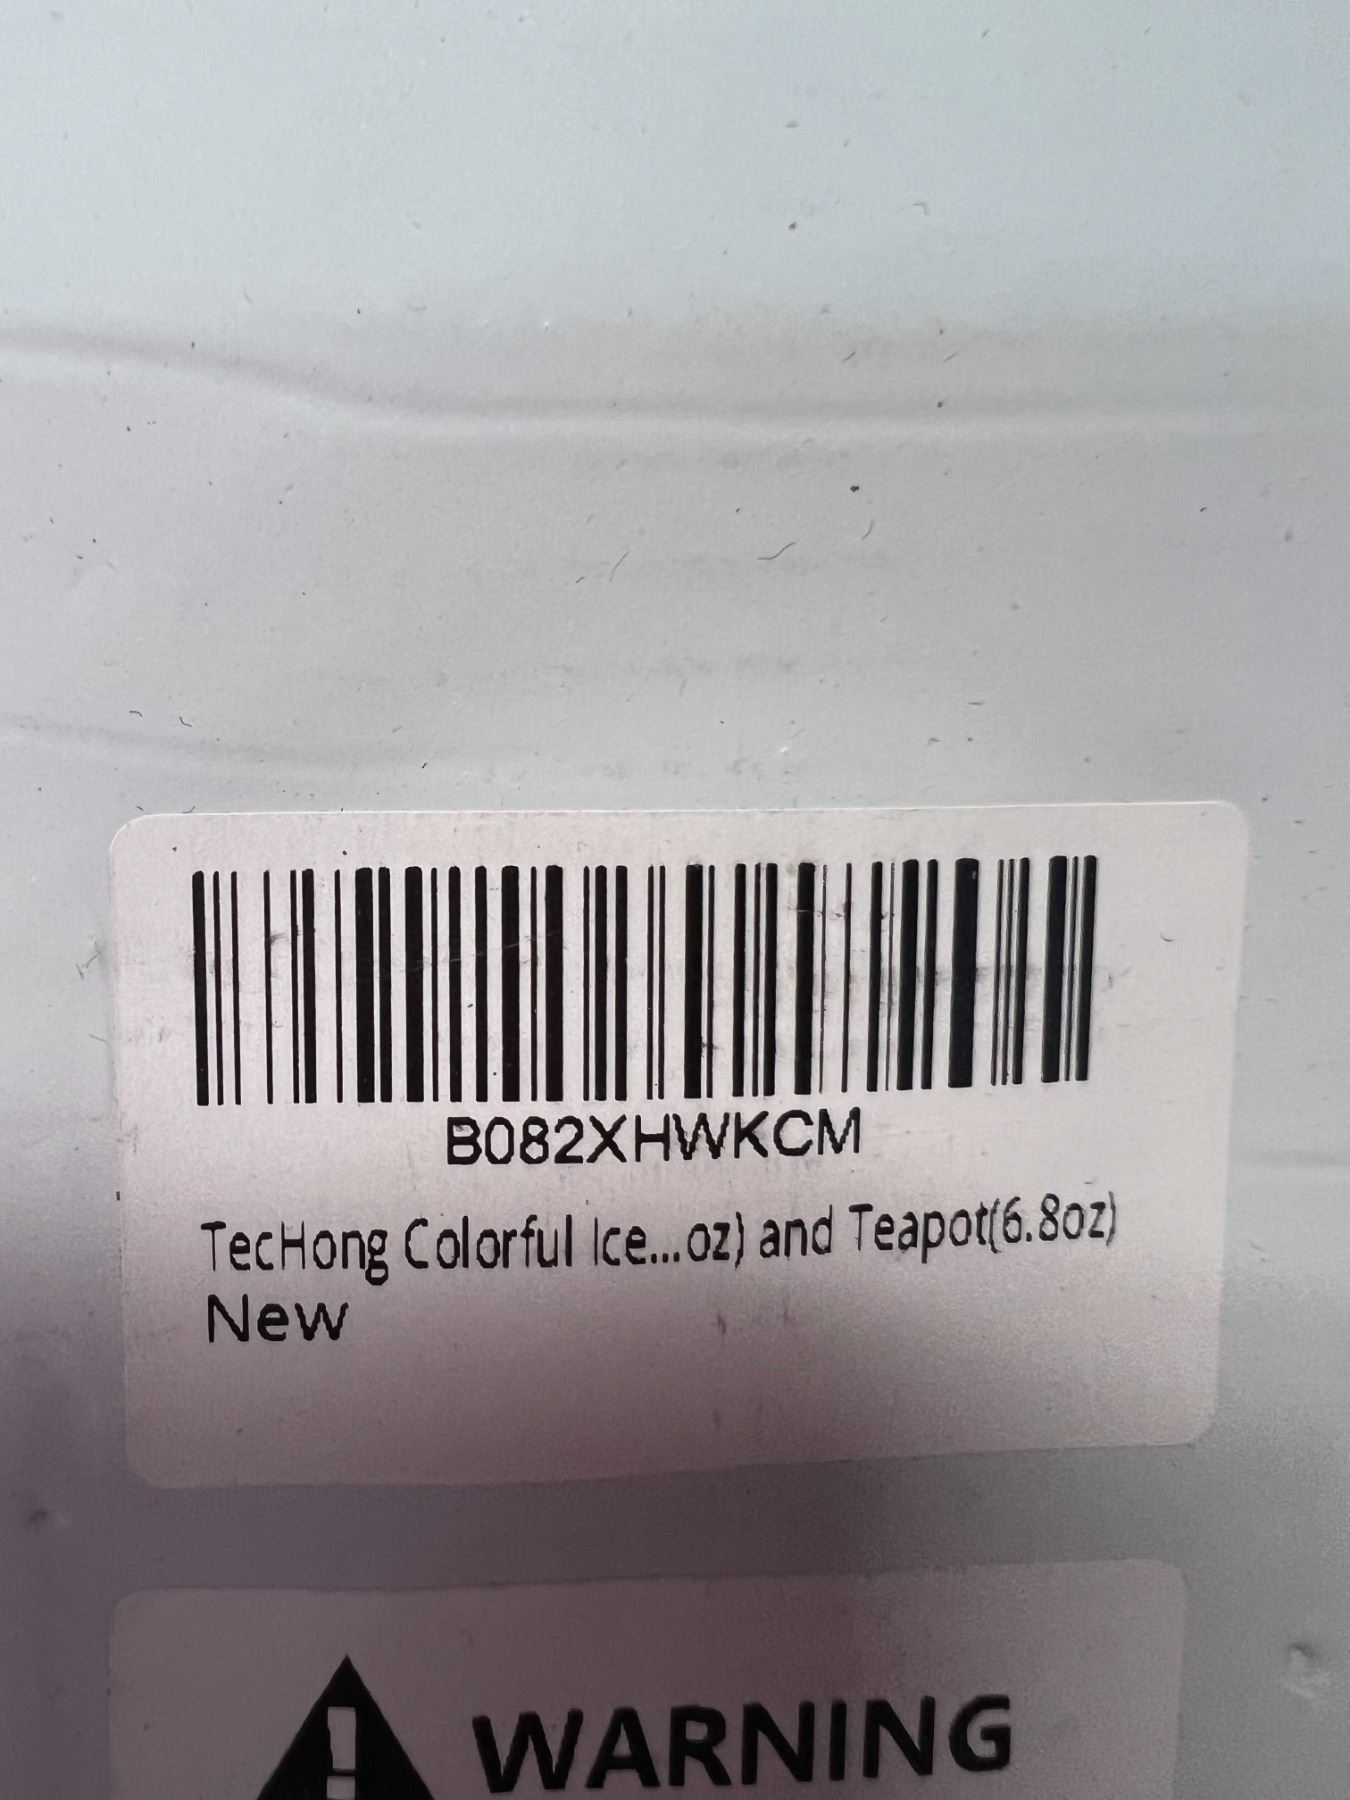 B082XHWKCM
TecHong Colorful Ice...oz) and Teapot(6.8oz)
New
WARNING